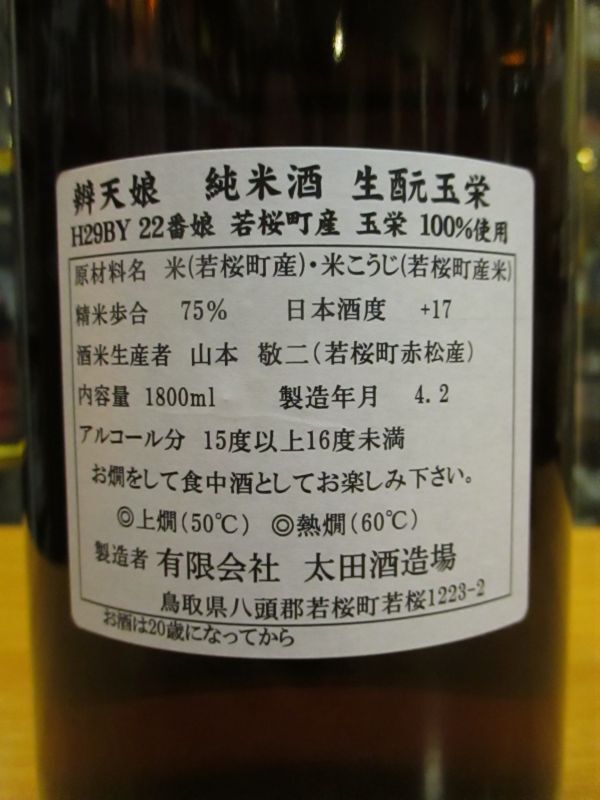 辨天娘 純米酒 生酛玉栄
H29BY 22番娘 若桜町産 玉栄 100%使用
原材料名 米(若桜町産)・米こうじ(若桜町産米)
精米歩合 75% 日本酒度 +17
酒米生産者 山本 敬二(若桜町赤松産)
内容量 1800ml 製造年月 4.2
アルコール分 15度以上16度未満
お燗をして食中酒としてお楽しみ下さい。
◎上燗(50℃) ◎熱燗(60℃)
製造者 有限会社 太田酒造場
鳥取県八頭郡若桜町若桜1223-2
お酒は20歳になってから